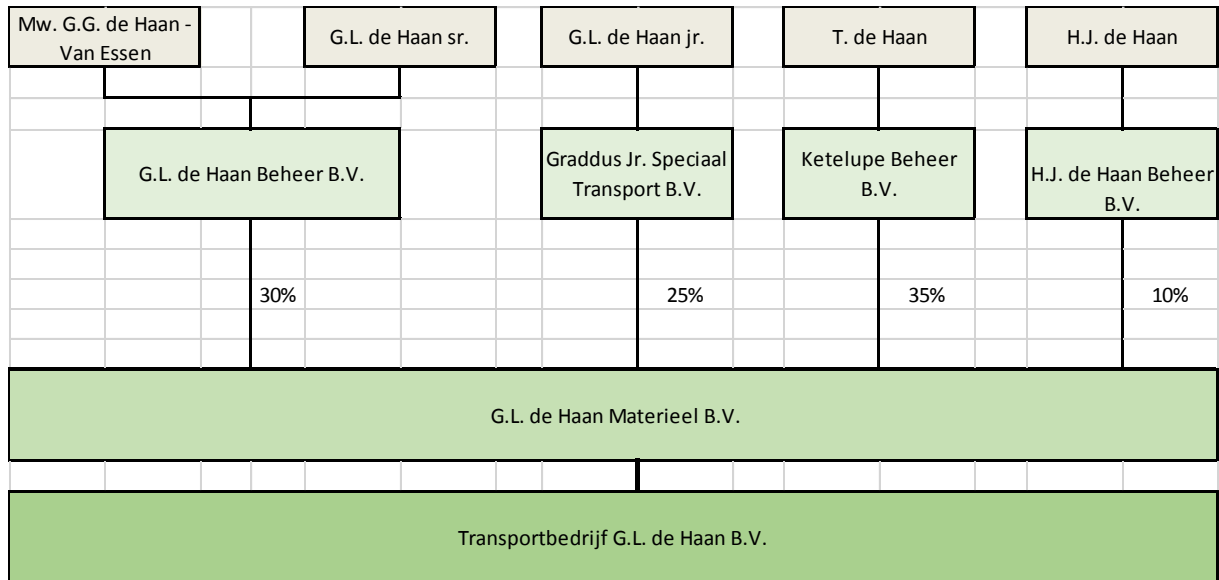 Mw. G.G. de Haan -
Van Essen
G.L. de Haan sr.
G.L. de Haan jr.
T. de Haan
H.J. de Haan
G.L. de Haan Beheer B.V.
Graddus Jr. Speciaal
Transport B.V.
Ketelupe Beheer
B.V.
H.J. de Haan Beheer
B.V.
30%
25%
35%
10%
G.L. de Haan Materieel B.V.
Transportbedrijf G.L. de Haan B.V.